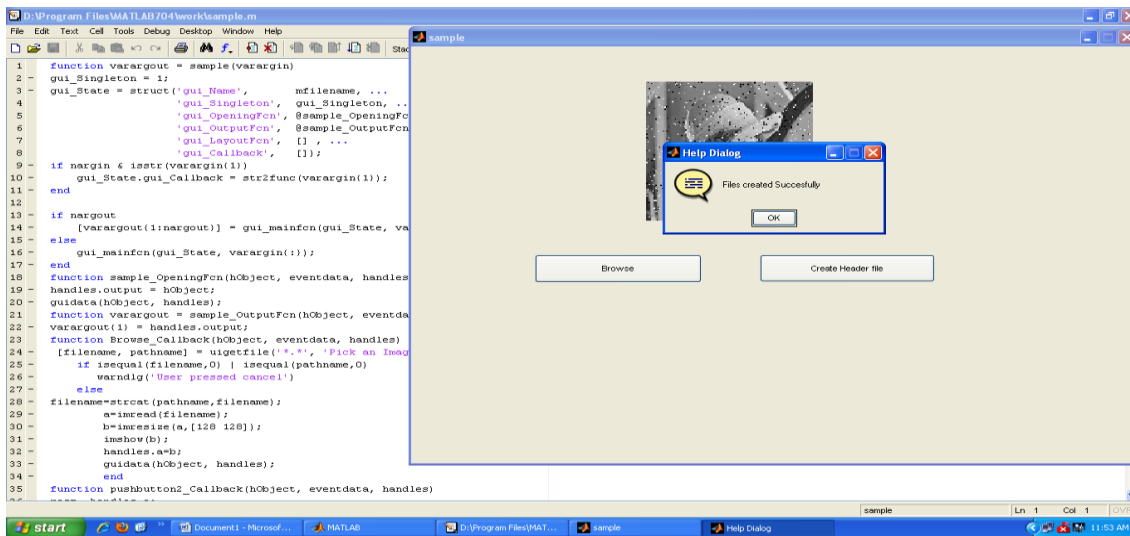 D:\Program Files\MATLAB704\work\sample.m
File Edit Text Cell Tools Debug Desktop Window Help
Stac
1 function varargout = sample(varargin)
2 - gui_Singleton = 1;
3 - gui_State = struct('gui_Name', mfilename, ...
4 'gui_Singleton', gui_Singleton, ..
5 'gui_OpeningFcn', @sample_OpeningFc
6 'gui_OutputFcn', @sample_OutputFcn
7 'gui_LayoutFcn', [] , ...
8 'gui_Callback', []);
9 - if nargin & isstr(varargin{1})
10 - gui_State.gui_Callback = str2func(varargin{1});
11 - end
12
13 - if nargout
14 - [varargout{1:nargout}] = gui_mainfcn(gui_State, va
15 - else
16 - gui_mainfcn(gui_State, varargin{:});
17 - end
18 function sample_OpeningFcn(hObject, eventdata, handles
19 - handles.output = hObject;
20 - guidata(hObject, handles);
21 function varargout = sample_OutputFcn(hObject, eventda
22 - varargout{1} = handles.output;
23 function Browse_Callback(hObject, eventdata, handles)
24 - [filename, pathname] = uigetfile('*.*', 'Pick an Imag
25 - if isequal(filename,0) | isequal(pathname,0)
26 - warndlg('User pressed cancel')
27 - else
28 - filename=strcat(pathname,filename);
29 - a=imread(filename);
30 - b=imresize(a,[128 128]);
31 - imshow(b);
32 - handles.a=b;
33 - guidata(hObject, handles);
34 - end
35 function pushbutton2_Callback(hObject, eventdata, handles)
sample
Help Dialog
Files created Succesfully
OK
Browse
Create Header file
sample
Ln 1 Col 1 OVR
start
Document1 - Microsof...
MATLAB
D:\Program Files\MAT...
sample
Help Dialog
11:53 AM